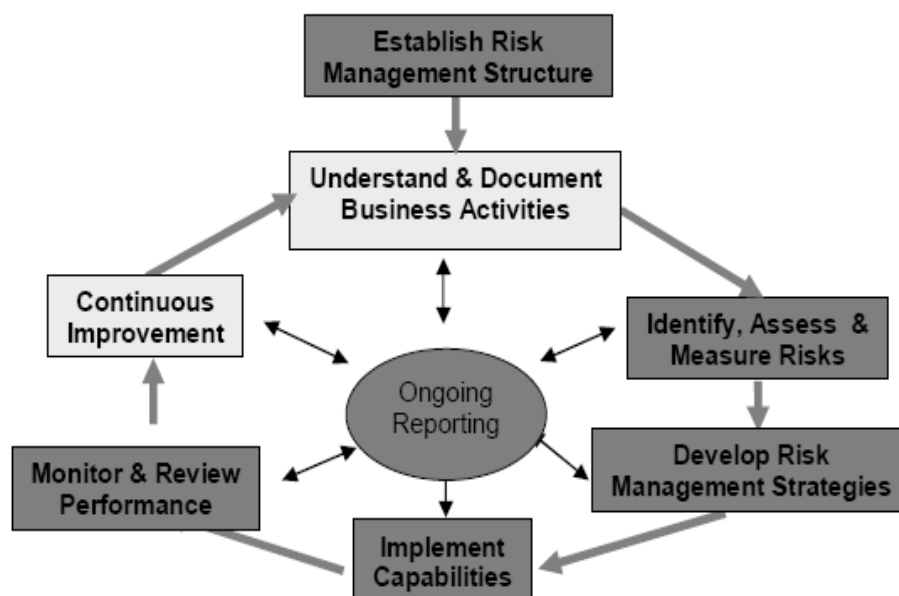 Establish Risk
Management Structure
Understand & Document
Business Activities
Continuous
Improvement
Identify, Assess &
Measure Risks
Ongoing
Reporting
Monitor & Review
Performance
Develop Risk
Management Strategies
Implement
Capabilities